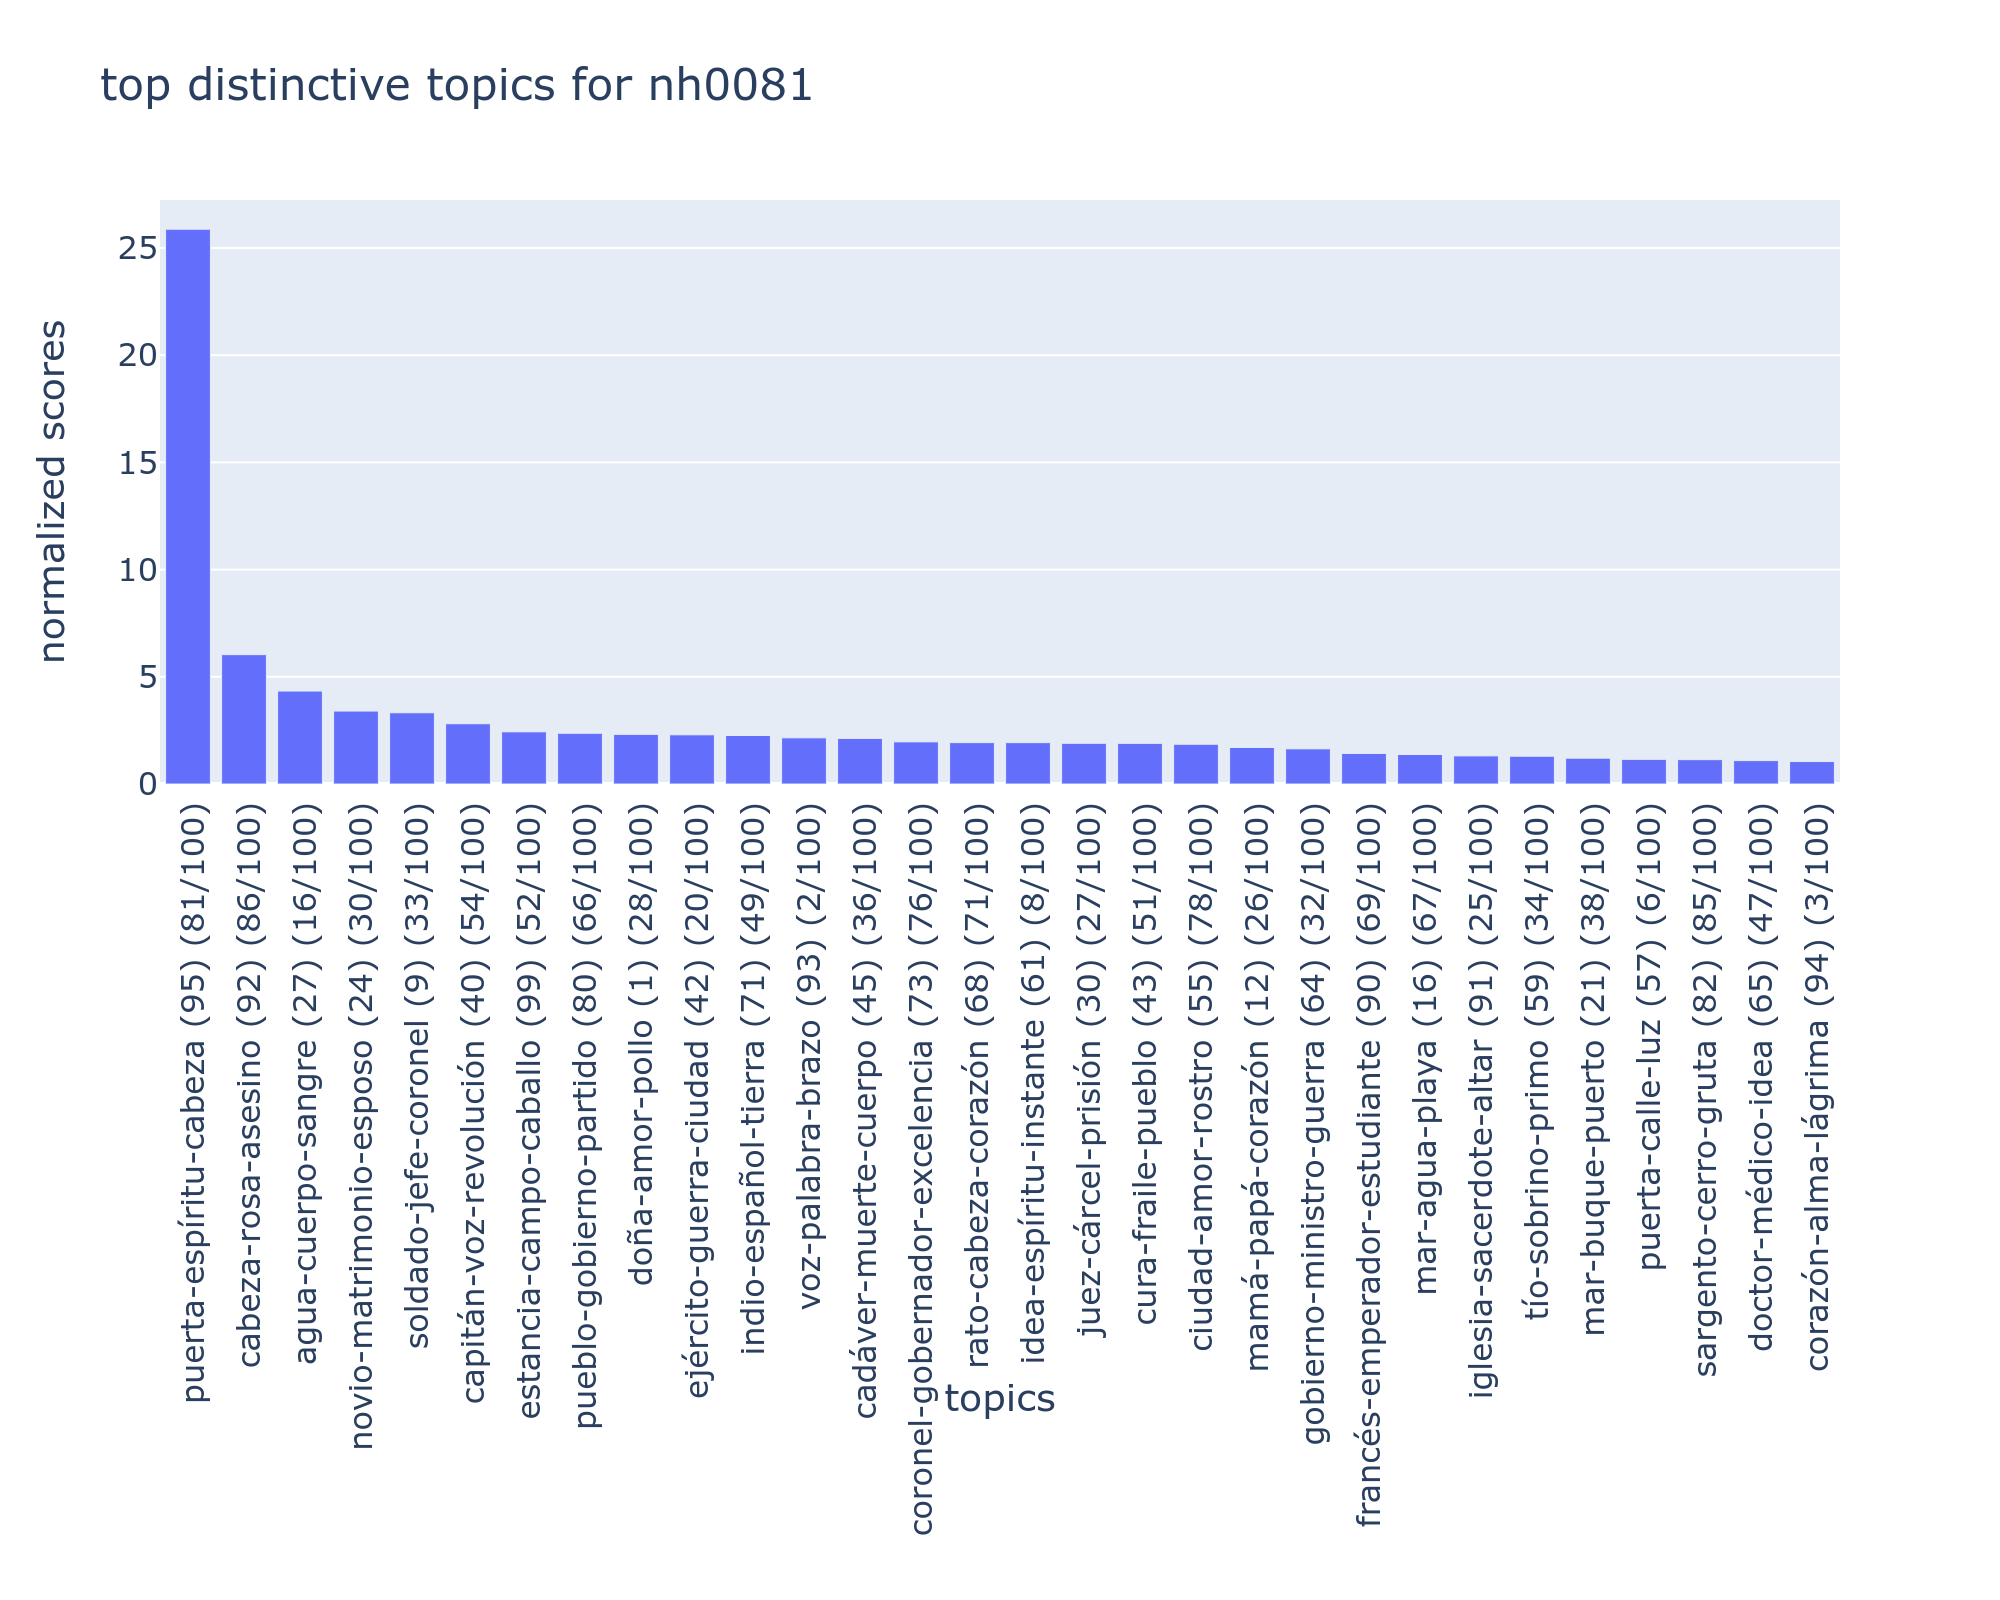 top distinctive topics for nh0081
normalized scores
25
20
15
10
5
0
puerta-espíritu-cabeza (95) (81/100)
cabeza-rosa-asesino (92) (86/100)
agua-cuerpo-sangre (27) (16/100)
novio-matrimonio-esposo (24) (30/100)
soldado-jefe-coronel (9) (33/100)
capitán-voz-revolución (40) (54/100)
estancia-campo-caballo (99) (52/100)
pueblo-gobierno-partido (80) (66/100)
doña-amor-pollo (1) (28/100)
ejército-guerra-ciudad (42) (20/100)
indio-español-tierra (71) (49/100)
voz-palabra-brazo (93) (2/100)
cadáver-muerte-cuerpo (45) (36/100)
coronel-gobernador-excelencia (73) (76/100)
rato-cabeza-corazón (68) (71/100)
idea-espíritu-instante (61) (8/100)
juez-cárcel-prisión (30) (27/100)
cura-fraile-pueblo (43) (51/100)
ciudad-amor-rostro (55) (78/100)
mamá-papá-corazón (12) (26/100)
gobierno-ministro-guerra (64) (32/100)
francés-emperador-estudiante (90) (69/100)
mar-agua-playa (16) (67/100)
iglesia-sacerdote-altar (91) (25/100)
tío-sobrino-primo (59) (34/100)
mar-buque-puerto (21) (38/100)
puerta-calle-luz (57) (6/100)
sargento-cerro-gruta (82) (85/100)
doctor-médico-idea (65) (47/100)
corazón-alma-lágrima (94) (3/100)
topics